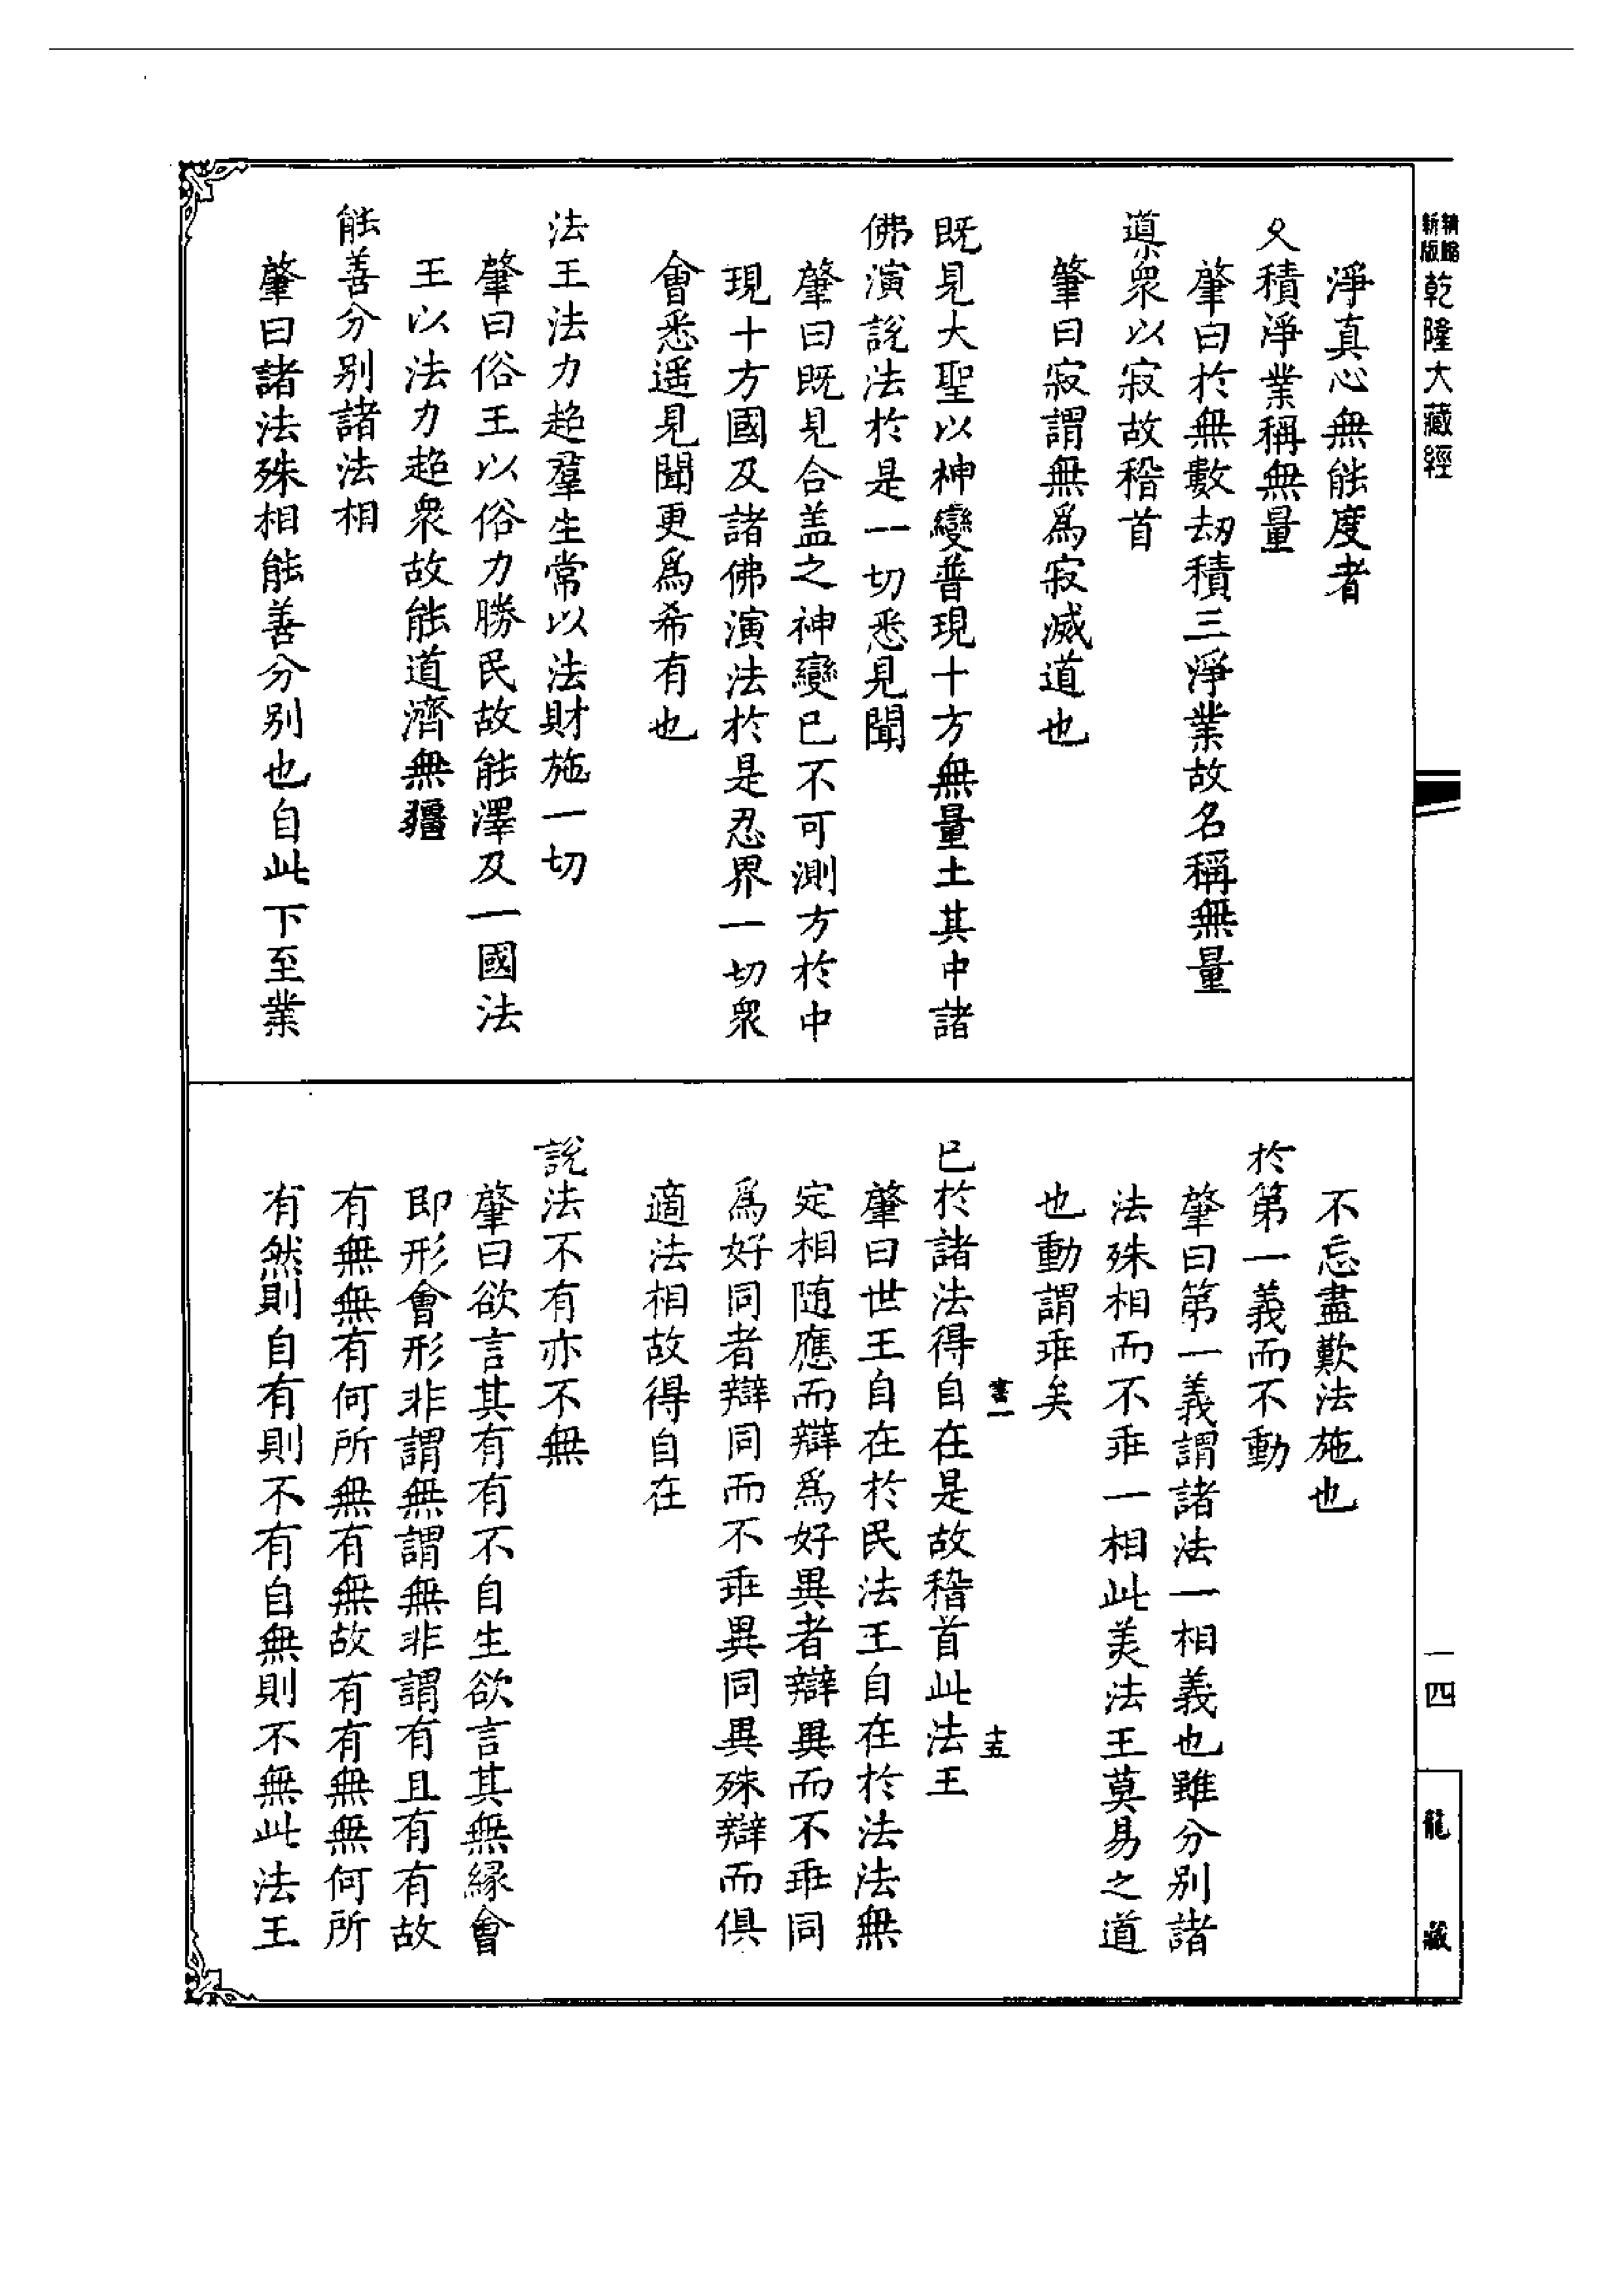 新版
精縮
乾隆大藏經
一四
龍藏
淨真心無能度者
久積淨業稱無量
肇曰於無數劫積三淨業故名稱無量
導衆以寂故稽首
肇曰寂謂無爲寂滅道也
既見大聖以神變普現十方無量土其中諸
佛演說法於是一切悉見聞
肇曰既見合盖之神變已不可測方於中
現十方國及諸佛演法於是忍界一切衆
會悉遥見聞更爲希有也
法王法力超羣生常以法財施一切
肇曰俗王以俗力勝民故能澤及一國法
王以法力超衆故能道濟無疆
能善分別諸法相
肇曰諸法殊相能善分別也自此下至業
不忘盡歎法施也
於第一義而不動
肇曰第一義謂諸法一相義也雖分別諸
法殊相而不乖一相此美法王莫易之道
也動謂乖矣
書一
十五
已於諸法得自在是故稽首此法王
肇曰世王自在於民法王自在於法法無
定相隨應而辯爲好異者辯異而不乖同
爲好同者辯同而不乖異同異殊辯而俱
適法相故得自在
說法不有亦不無
肇曰欲言其有有不自生欲言其無緣會
即形會形非謂無謂無非謂有且有有故
有無無有何所無有無故有有無無何所
有然則自有則不有自無則不無此法王